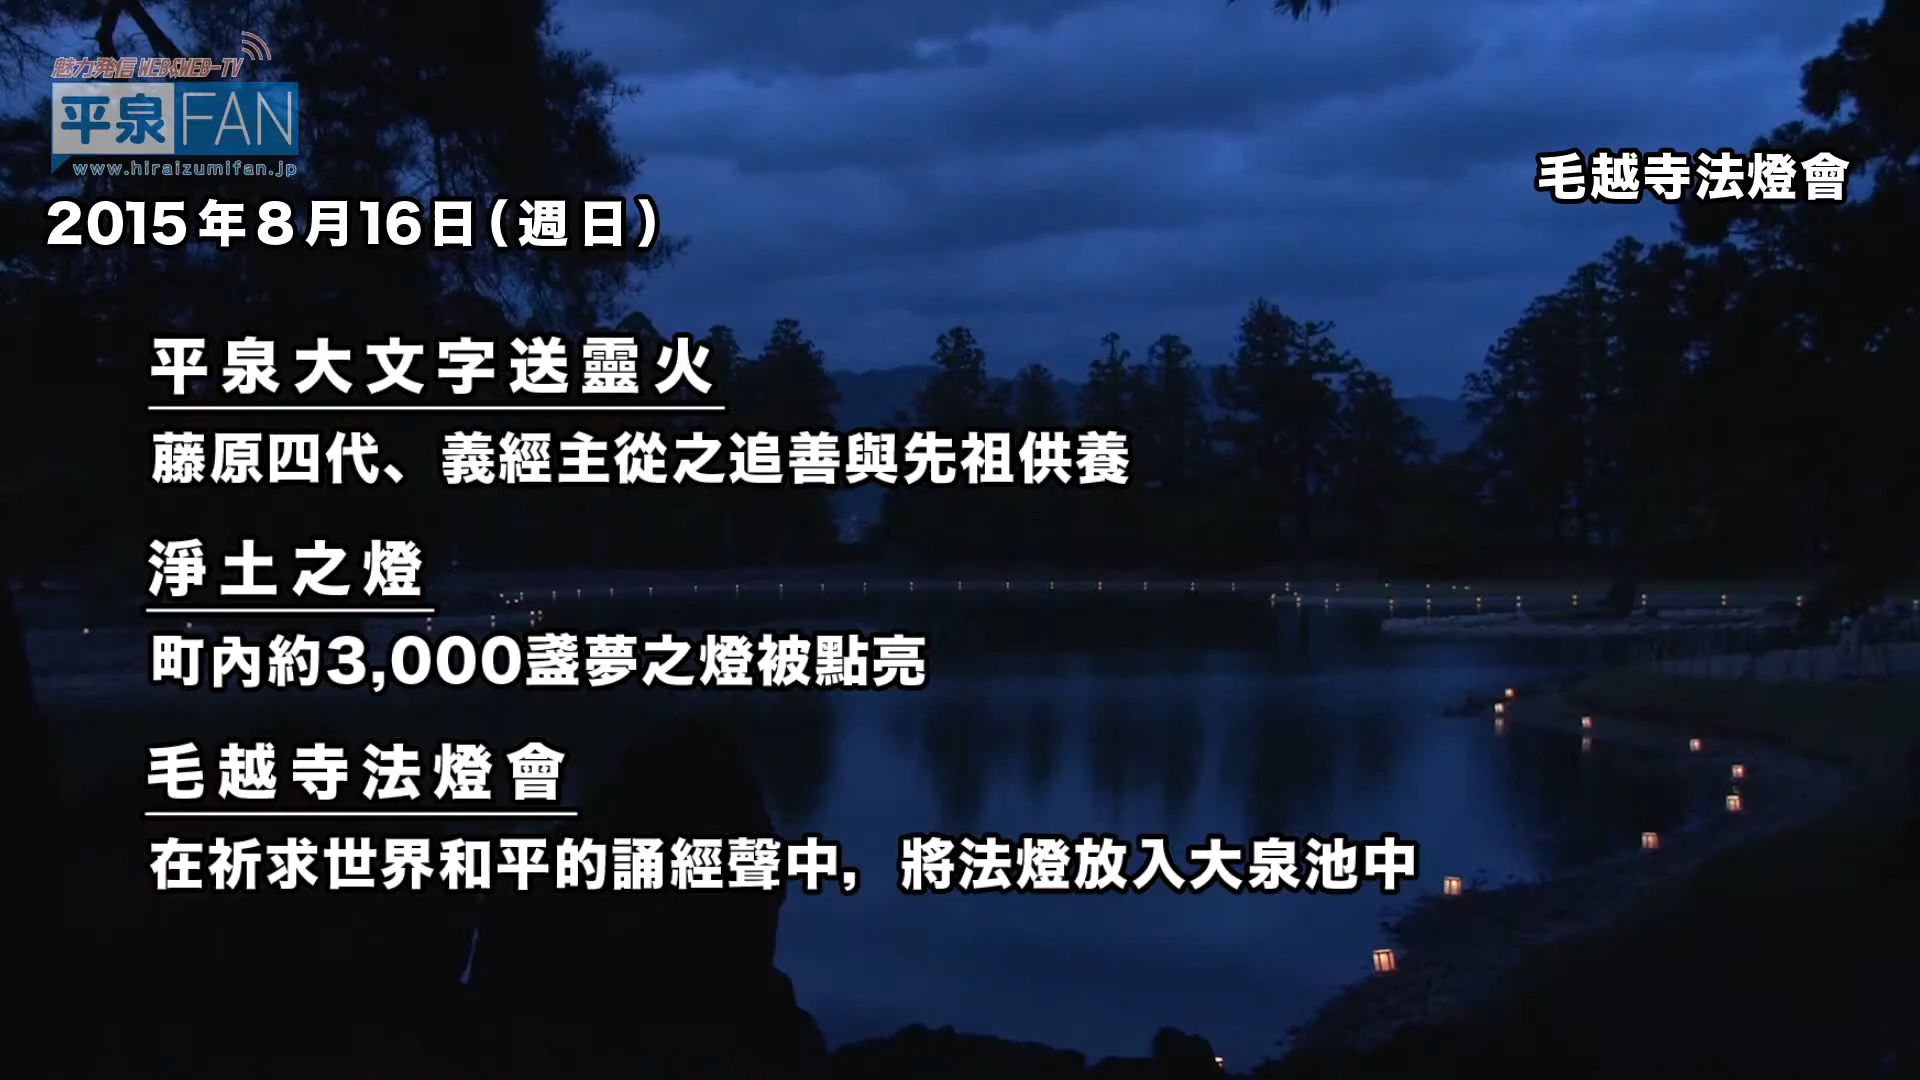 魅力発信 WEB&WEB-TV
平泉FAN
www.hiraizumifan.jp
毛越寺法燈會
2015年8月16日(週日)
平泉大文字送靈火
藤原四代、義經主從之追善與先祖供養
淨土之燈
町內約3,000盞夢之燈被點亮
毛越寺法燈會
在祈求世界和平的誦經聲中，將法燈放入大泉池中